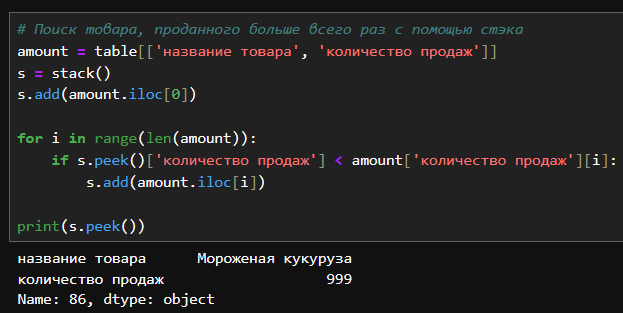 # Поиск товара, проданного больше всего раз с помощью стэка
amount = table[['название товара', 'количество продаж']]
s = stack()
s.add(amount.iloc[0])
for i in range(len(amount)):
if s.peek()['количество продаж'] < amount['количество продаж'][i]:
s.add(amount.iloc[i])
print(s.peek())
название товара Мороженая кукуруза
количество продаж 999
Name: 86, dtype: object